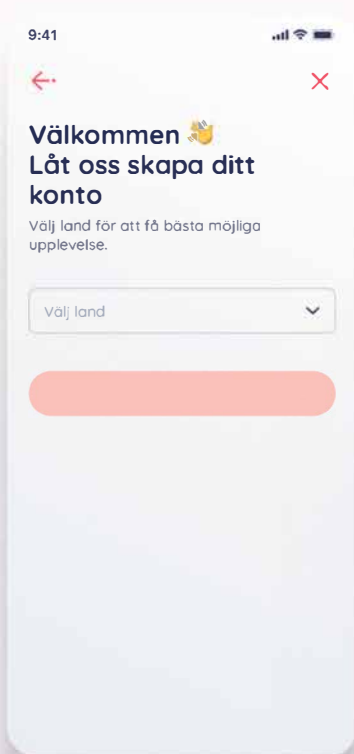 9:41
Välkommen 👋
Låt oss skapa ditt
konto
Välj land för att få bästa möjliga
upplevelse.
Välj land